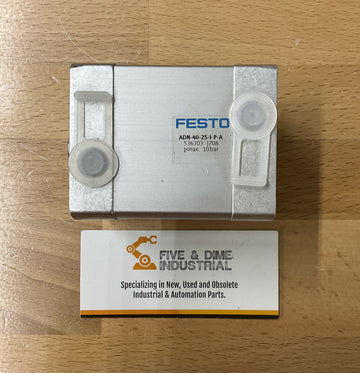 FESTO
ADN-40-25-I-P-A
536303 J708
pmax. 10bar
FIVE & DIME
INDUSTRIAL
Specializing in New, Used and Obsolete
Industrial & Automation Parts.